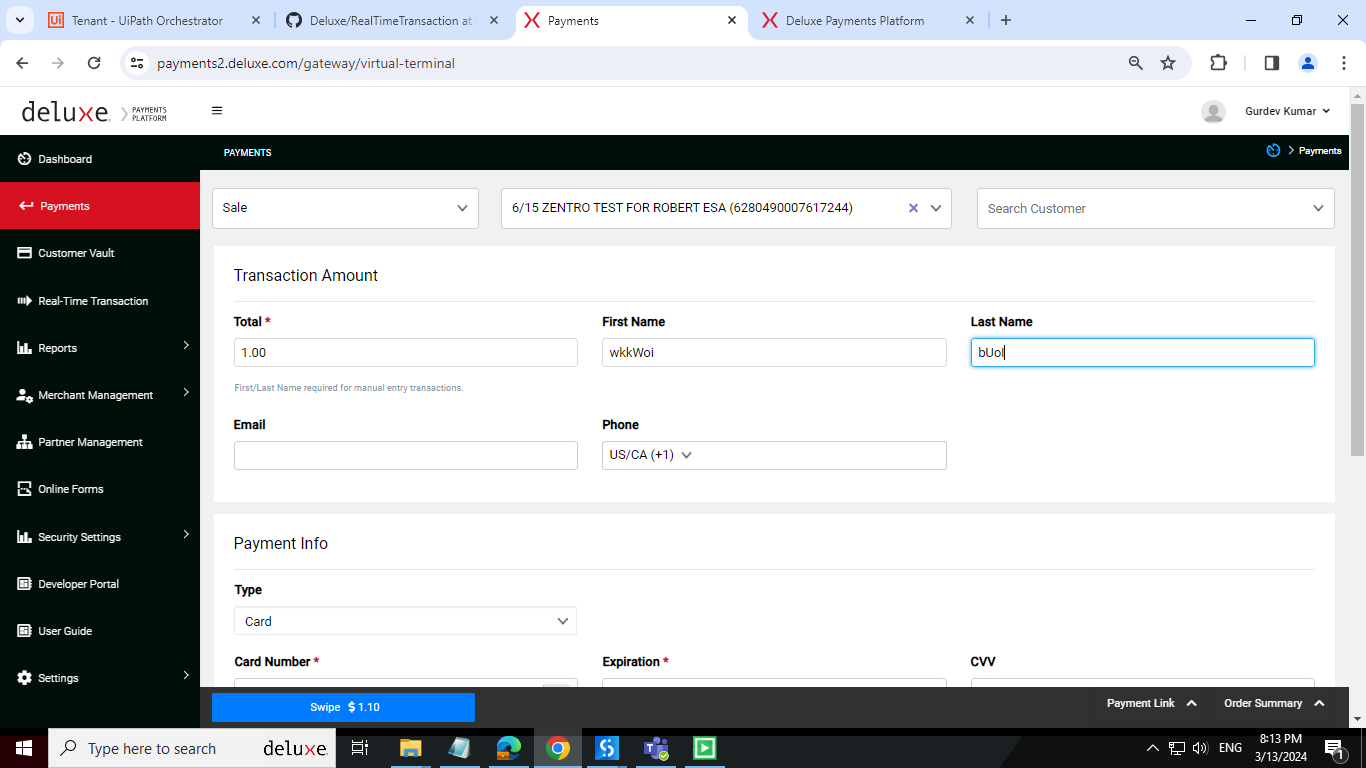 Tenant - UiPath Orchestrator
Deluxe/RealTimeTransaction at
Payments
Deluxe Payments Platform
payments2.deluxe.com/gateway/virtual-terminal
deluxe. PAYMENTS PLATFORM
Gurdev Kumar
Dashboard
Payments
Customer Vault
Real-Time Transaction
Reports
Merchant Management
Partner Management
Online Forms
Security Settings
Developer Portal
User Guide
Settings
PAYMENTS
Payments
Sale
6/15 ZENTRO TEST FOR ROBERT ESA (6280490007617244)
Search Customer
Transaction Amount
Total *
First Name
Last Name
1.00
wkkWoi
bUol
First/Last Name required for manual entry transactions.
Email
Phone
US/CA (+1)
Payment Info
Type
Card
Card Number *
Expiration *
CVV
Swipe $ 1.10
Payment Link
Order Summary
Type here to search
deluxe.
ENG
8:13 PM
3/13/2024
1